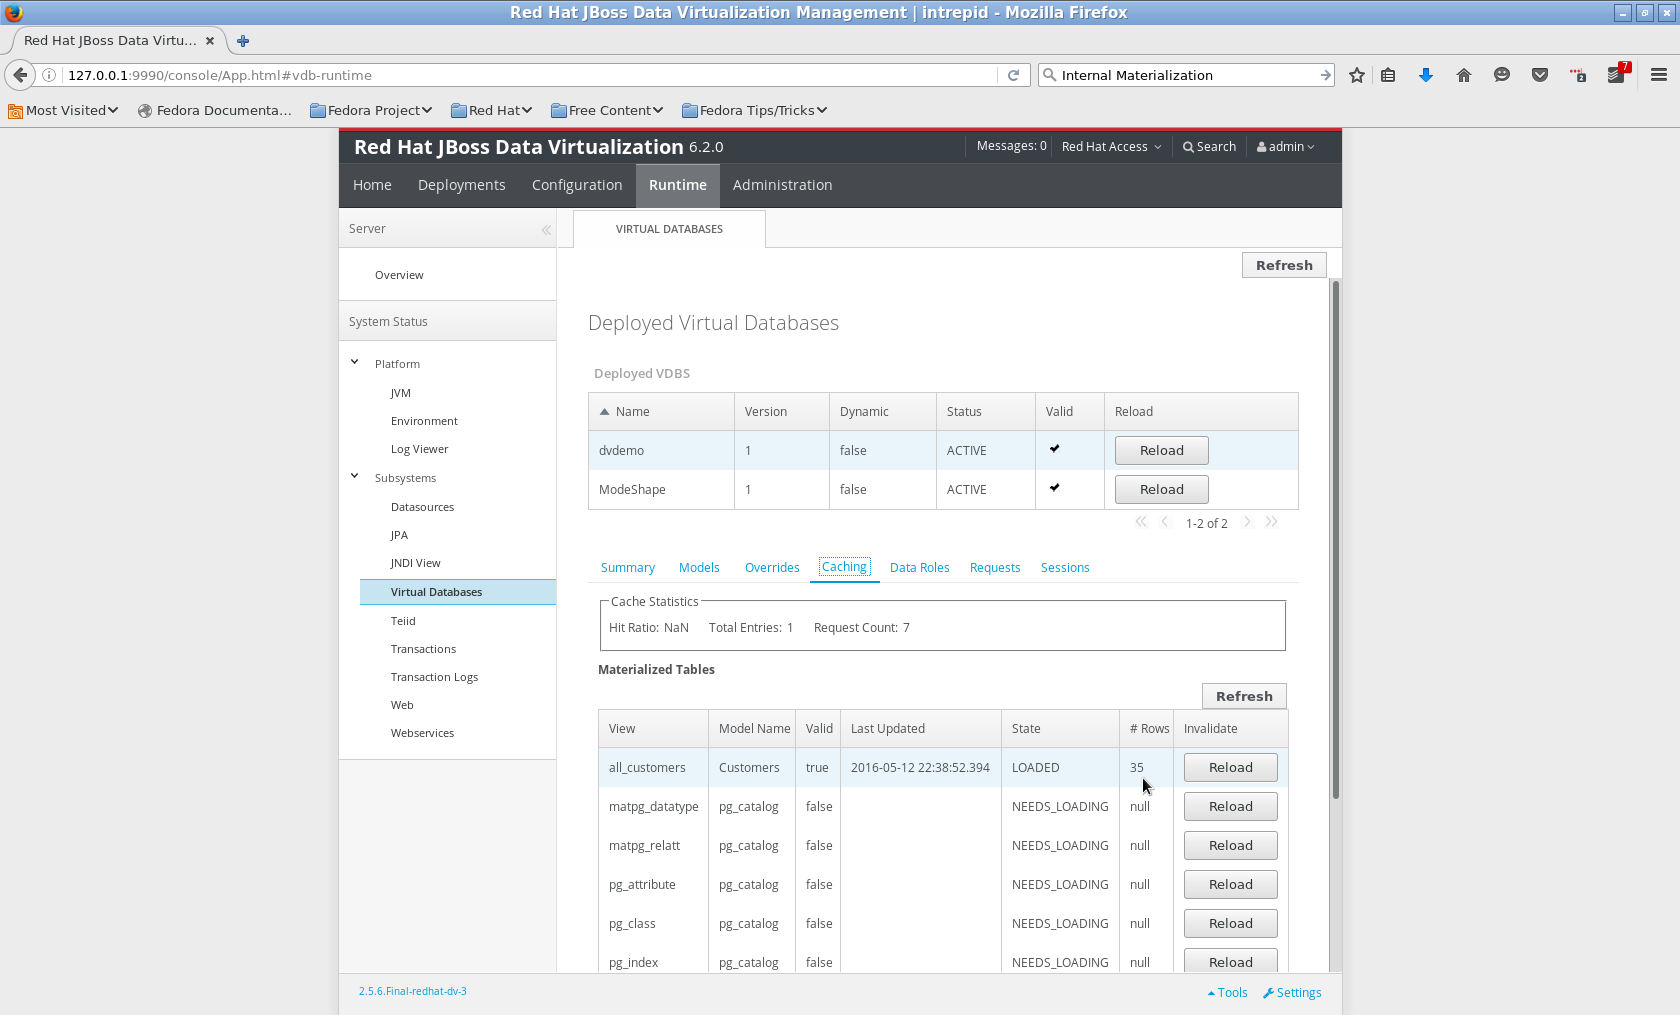 Red Hat JBoss Data Virtualization Management | intrepid - Mozilla Firefox
Red Hat JBoss Data Virtu...
127.0.0.1:9990/console/App.html#vdb-runtime
Internal Materialization
7
Most Visited
Fedora Documenta...
Fedora Project
Red Hat
Free Content
Fedora Tips/Tricks
Red Hat JBoss Data Virtualization 6.2.0
Messages: 0
Red Hat Access
Search
admin
Home
Deployments
Configuration
Runtime
Administration
Server
Overview
System Status
Platform
JVM
Environment
Log Viewer
Subsystems
Datasources
JPA
JNDI View
Virtual Databases
Teiid
Transactions
Transaction Logs
Web
Webservices
VIRTUAL DATABASES
Refresh
Deployed Virtual Databases
Deployed VDBS
Name Version Dynamic Status Valid Reload
dvdemo 1 false ACTIVE Reload
ModeShape 1 false ACTIVE Reload
1-2 of 2
Summary Models Overrides Caching Data Roles Requests Sessions
Cache Statistics
Hit Ratio: NaN Total Entries: 1 Request Count: 7
Materialized Tables
Refresh
View Model Name Valid Last Updated State # Rows Invalidate
all_customers Customers true 2016-05-12 22:38:52.394 LOADED 35 Reload
matpg_datatype pg_catalog false NEEDS_LOADING null Reload
matpg_relatt pg_catalog false NEEDS_LOADING null Reload
pg_attribute pg_catalog false NEEDS_LOADING null Reload
pg_class pg_catalog false NEEDS_LOADING null Reload
pg_index pg_catalog false NEEDS_LOADING null Reload
2.5.6.Final-redhat-dv-3
Tools
Settings